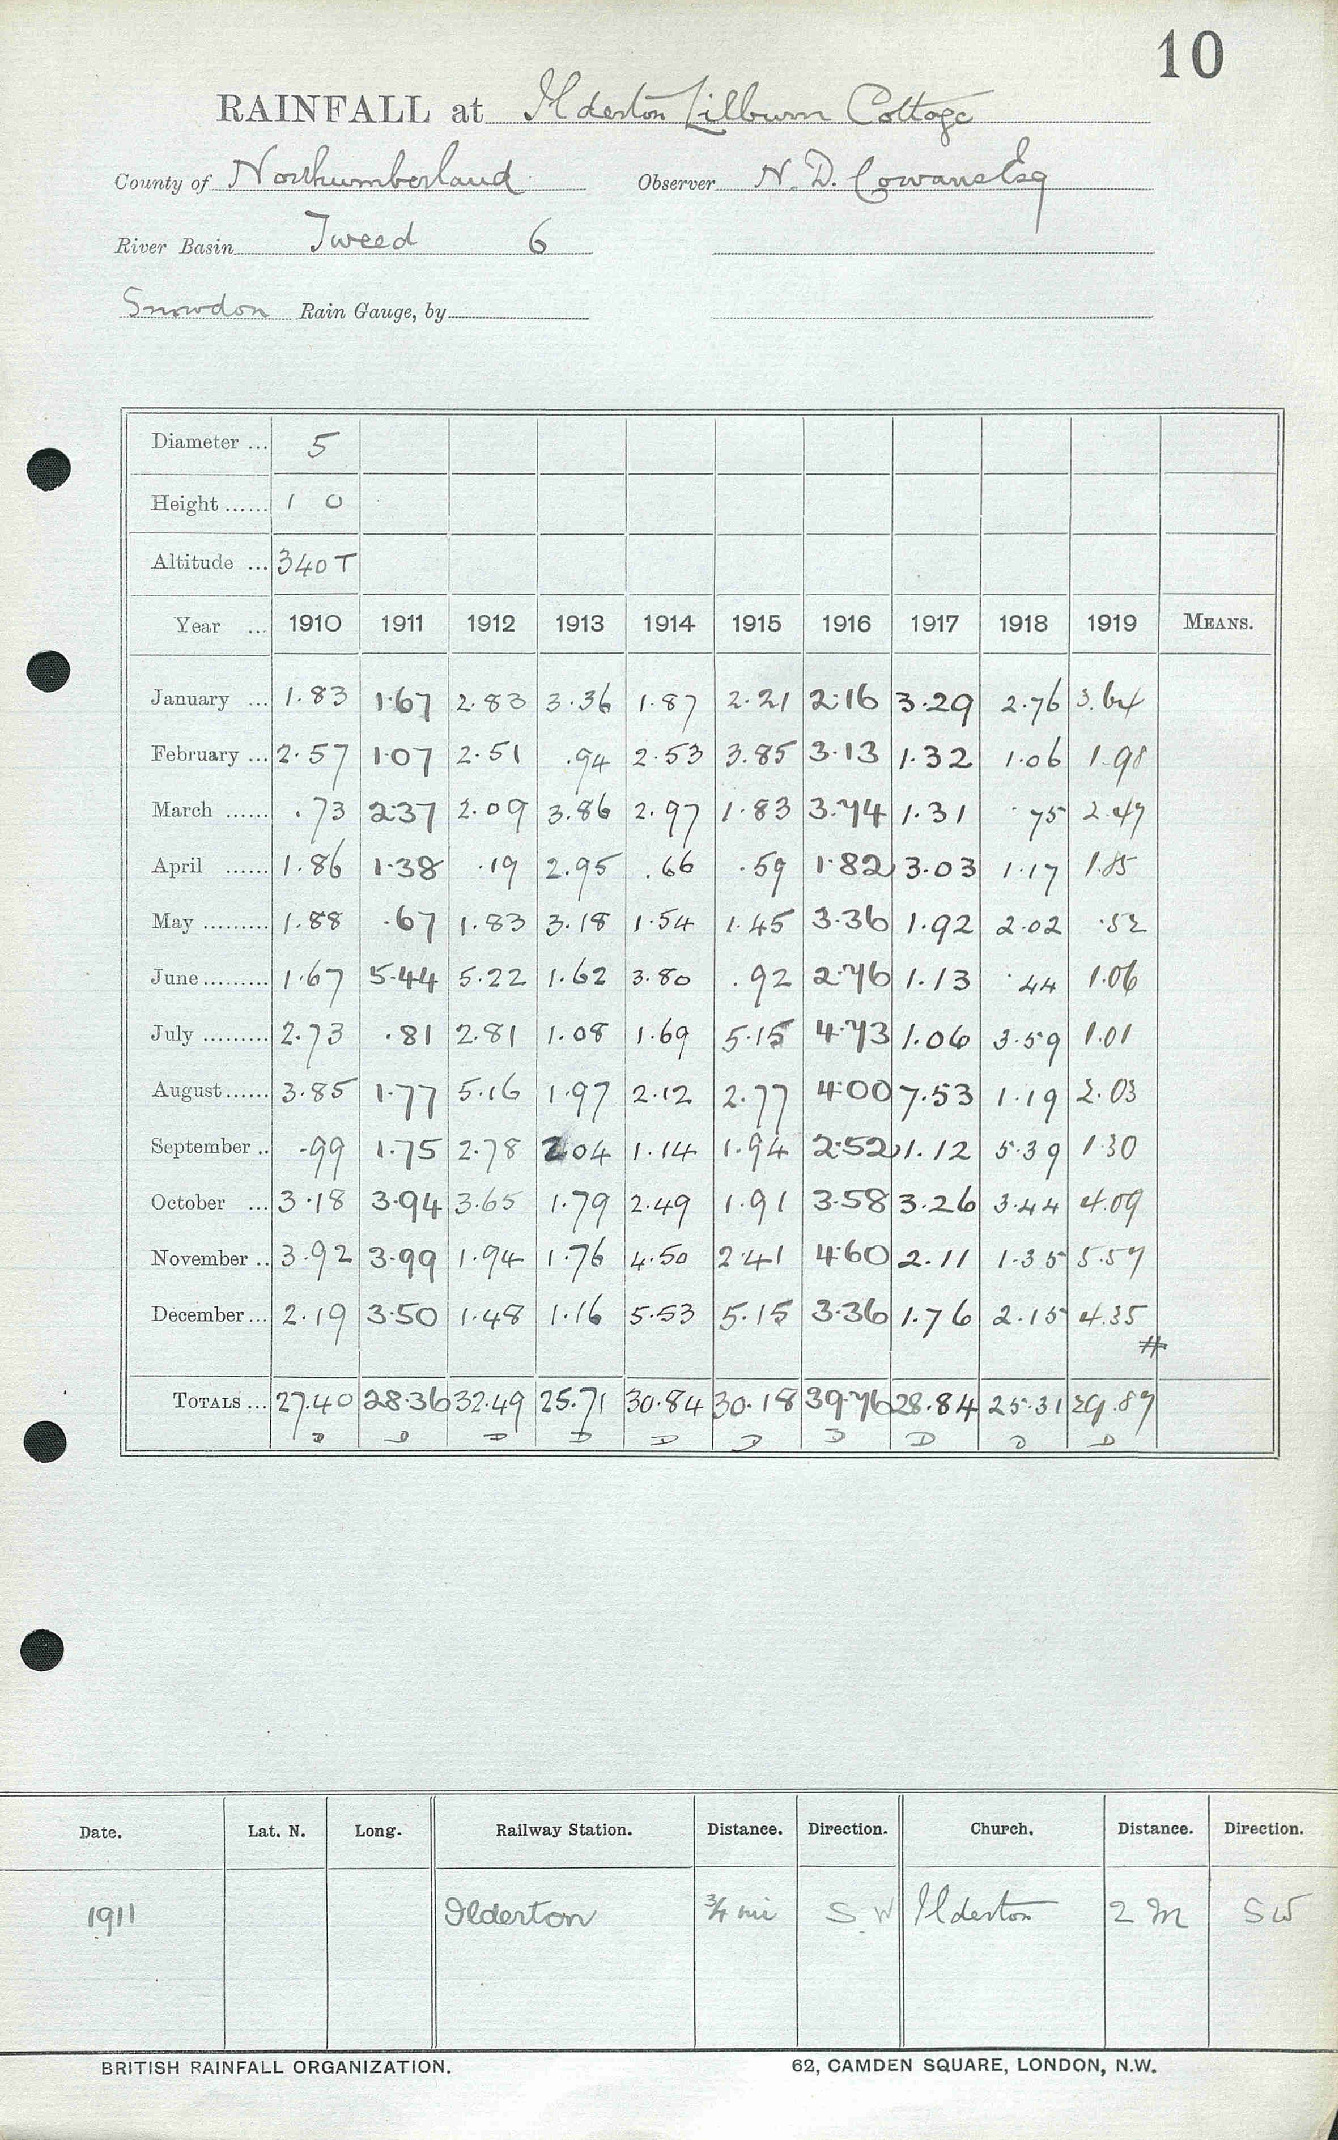 10
RAINFALL at Ilderton Lilburn Cottage
County of Northumberland Observer N. D. Cowans Esq
River Basin Tweed 6
Snowdon Rain Gauge, by
Diameter ... 5
Height ...... 1 0
Altitude ... 340 T
Year ... 1910 1911 1912 1913 1914 1915 1916 1917 1918 1919 MEANS.
January ... 1.83 1.67 2.83 3.36 1.87 2.21 2.16 3.29 2.76 3.64
February ... 2.57 1.07 2.51 .94 2.53 3.85 3.13 1.32 1.06 1.98
March ...... .73 2.37 2.09 3.86 2.97 1.83 3.74 1.31 .75 2.47
April ...... 1.86 1.38 .19 2.95 .66 .59 1.82 3.03 1.17 1.85
May ......... 1.88 .67 1.83 3.18 1.54 1.45 3.36 1.92 2.02 .52
June ......... 1.67 5.44 5.22 1.62 3.80 .92 2.76 1.13 .44 1.06
July ......... 2.73 .81 2.81 1.08 1.69 5.15 4.73 1.06 3.59 1.01
August ...... 3.85 1.77 5.16 1.97 2.12 2.77 4.00 7.53 1.19 2.03
September .. .99 1.75 2.78 2.04 1.14 1.94 2.52 1.12 5.39 1.30
October ... 3.18 3.94 3.65 1.79 2.49 1.91 3.58 3.26 3.44 4.09
November .. 3.92 3.99 1.94 1.76 4.50 2.41 4.60 2.11 1.35 5.57
December ... 2.19 3.50 1.48 1.16 5.53 5.15 3.36 1.76 2.15 4.35
#
TOTALS ... 27.40 28.36 32.49 25.71 30.84 30.18 39.76 28.84 25.31 29.87
D D D D D D D D D D
Date. Lat. N. Long. Railway Station. Distance. Direction. Church. Distance. Direction.
1911 Ilderton ¾ mi S W Ilderton 2 m SW
BRITISH RAINFALL ORGANIZATION. 62, CAMDEN SQUARE, LONDON, N.W.